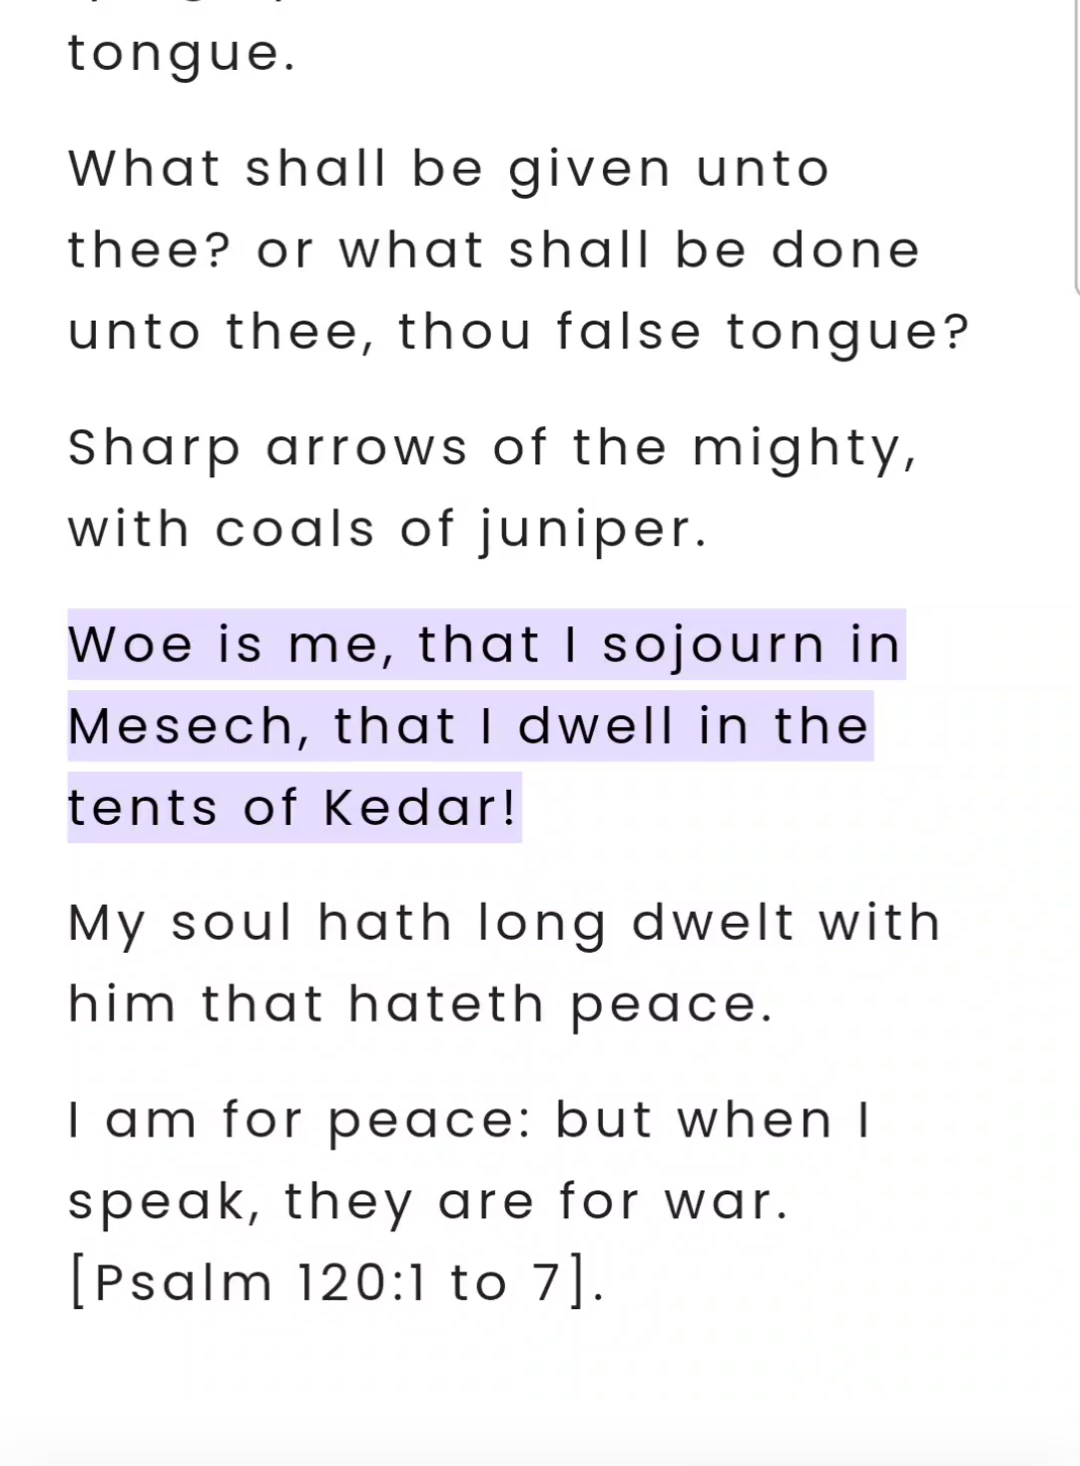 tongue.
What shall be given unto
thee? or what shall be done
unto thee, thou false tongue?
Sharp arrows of the mighty,
with coals of juniper.
Woe is me, that I sojourn in
Mesech, that I dwell in the
tents of Kedar!
My soul hath long dwelt with
him that hateth peace.
I am for peace: but when I
speak, they are for war.
[Psalm 120:1 to 7].